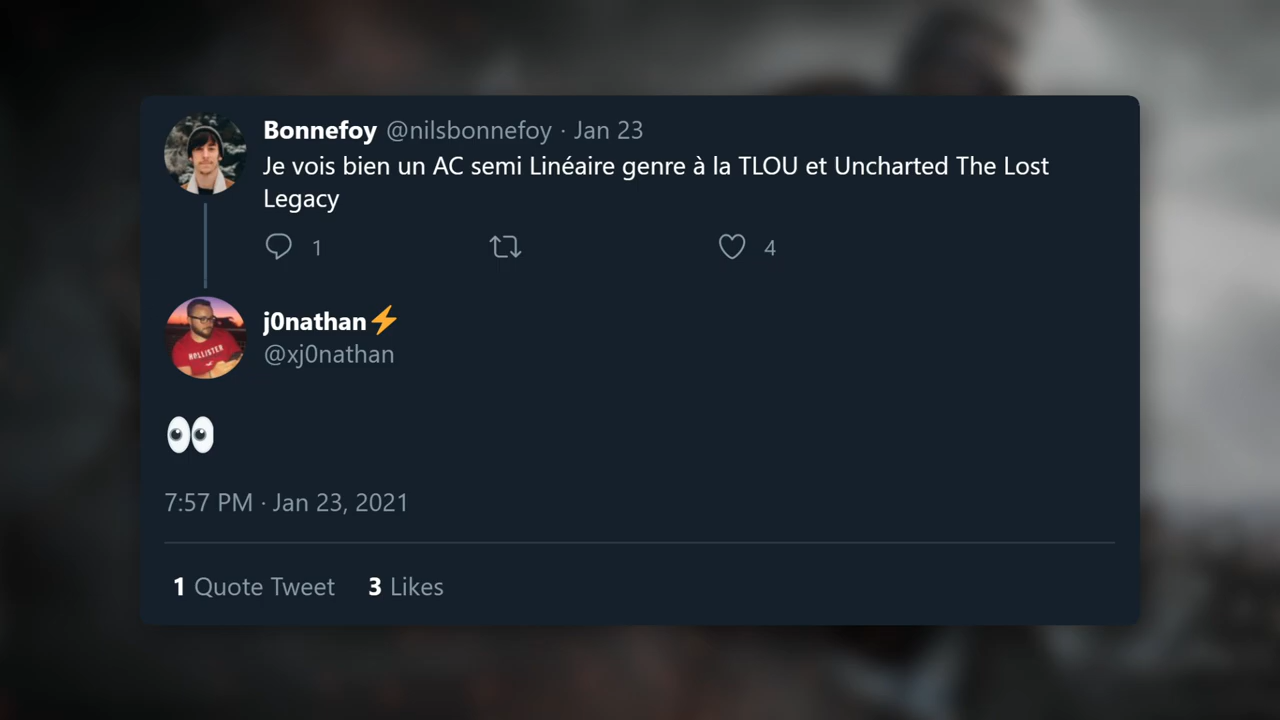 Bonnefoy @nilsbonnefoy · Jan 23
Je vois bien un AC semi Linéaire genre à la TLOU et Uncharted The Lost
Legacy
1 4
j0nathan⚡
@xj0nathan
HOLLISTER
👀
7:57 PM · Jan 23, 2021
1 Quote Tweet 3 Likes